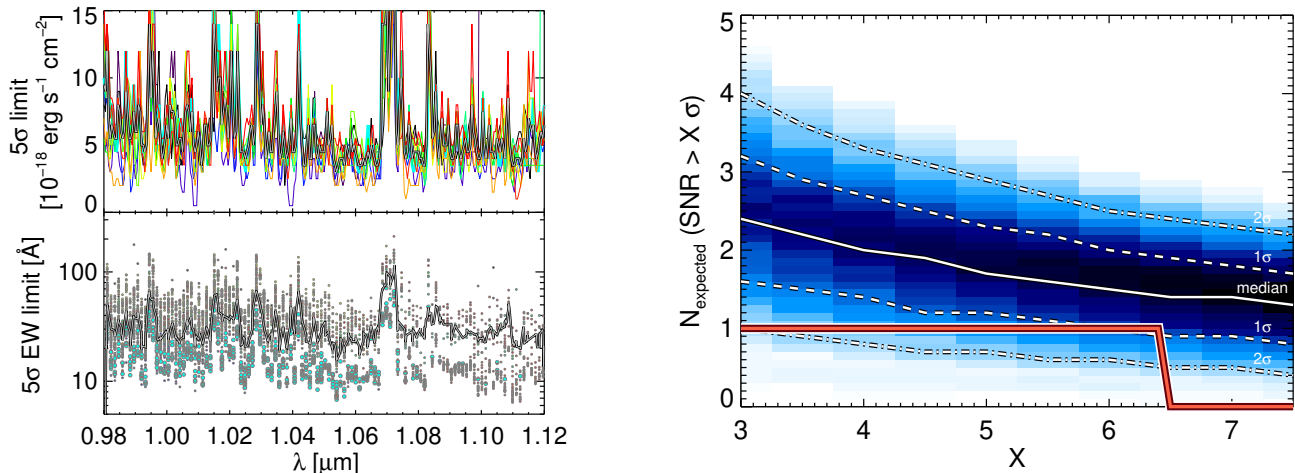 5σ limit
[10⁻¹⁸ erg s⁻¹ cm⁻²]
15
10
5
0
5σ EW limit [Å]
100
10
0.98 1.00 1.02 1.04 1.06 1.08 1.10 1.12
λ [μm]
N_expected (SNR > X σ)
5
4
3
2
1
0
2σ
1σ
median
1σ
2σ
3 4 5 6 7
X